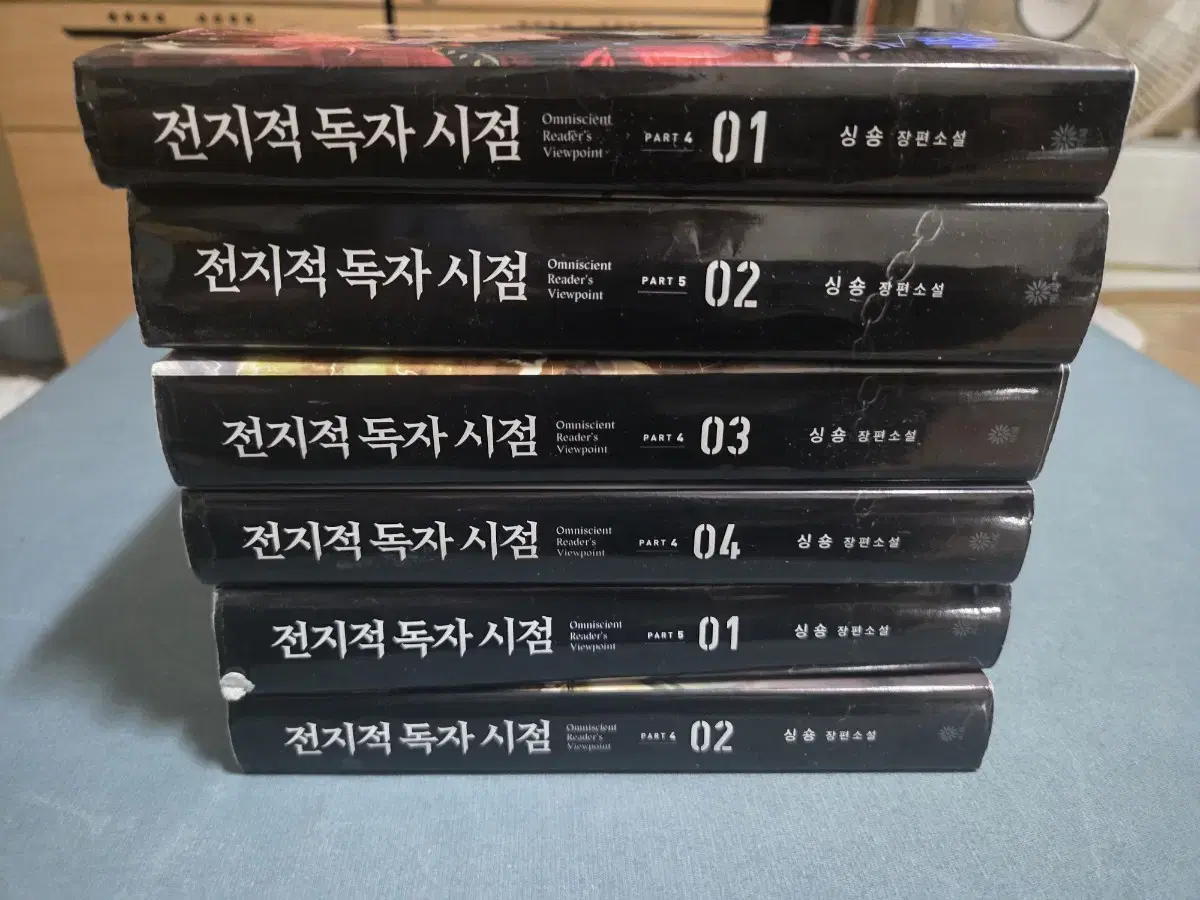 전지적 독자 시점 Omniscient Reader's Viewpoint PART 4 01 싱숑 장편소설
전지적 독자 시점 Omniscient Reader's Viewpoint PART 5 02 싱숑 장편소설
전지적 독자 시점 Omniscient Reader's Viewpoint PART 4 03 싱숑 장편소설
전지적 독자 시점 Omniscient Reader's Viewpoint PART 4 04 싱숑 장편소설
전지적 독자 시점 Omniscient Reader's Viewpoint PART 5 01 싱숑 장편소설
전지적 독자 시점 Omniscient Reader's Viewpoint PART 4 02 싱숑 장편소설